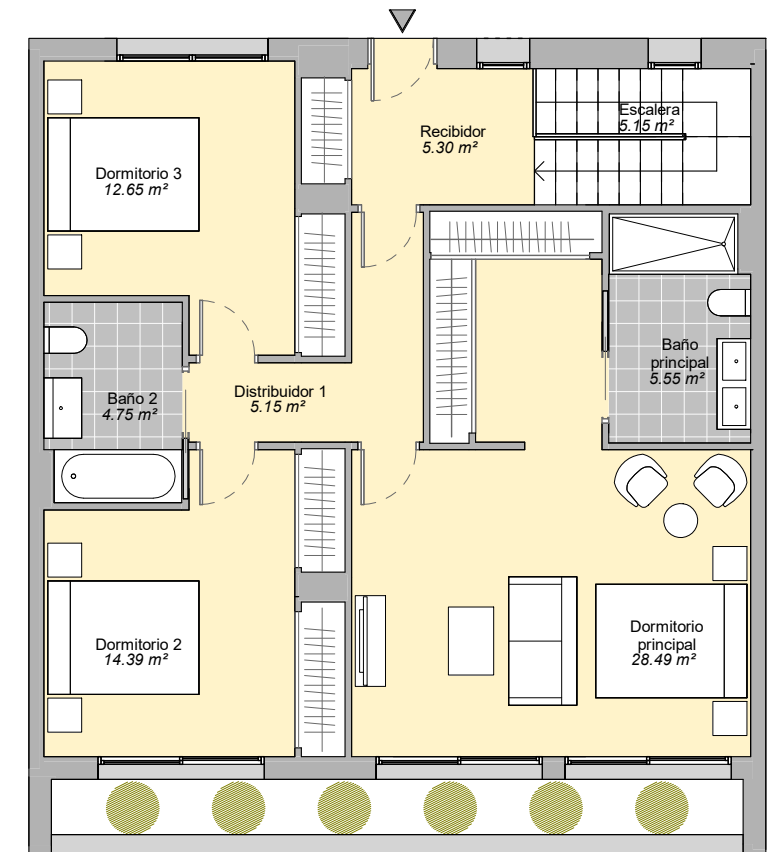 Escalera
5.15 m²
Recibidor
5.30 m²
Dormitorio 3
12.65 m²
Baño
principal
5.55 m²
Distribuidor 1
5.15 m²
Baño 2
4.75 m²
Dormitorio
principal
28.49 m²
Dormitorio 2
14.39 m²